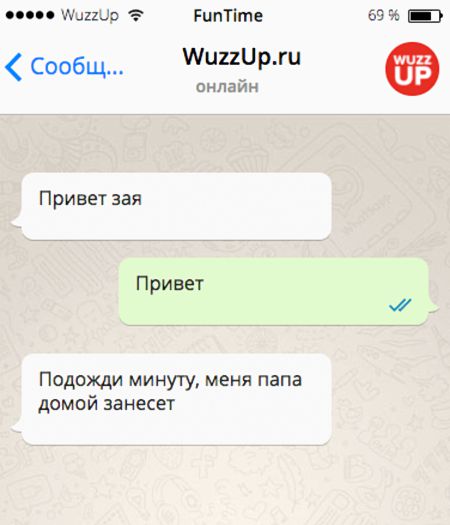 WuzzUp FunTime 69 %
Сообщ... WuzzUp.ru WUZZ
онлайн UP
Привет зая
Привет
Подожди минуту, меня папа
домой занесет